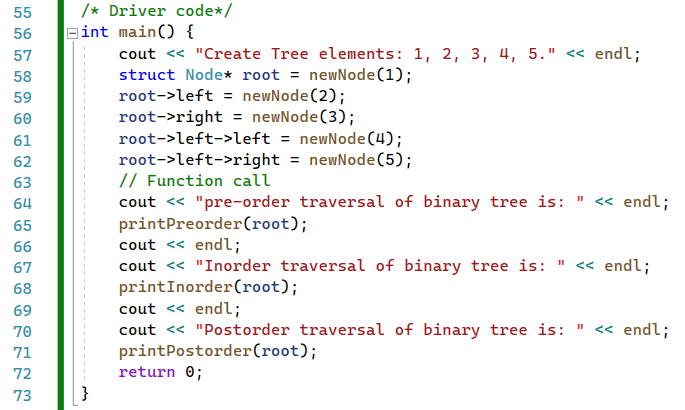 55 /* Driver code*/
56 int main() {
57 cout << "Create Tree elements: 1, 2, 3, 4, 5." << endl;
58 struct Node* root = newNode(1);
59 root->left = newNode(2);
60 root->right = newNode(3);
61 root->left->left = newNode(4);
62 root->left->right = newNode(5);
63 // Function call
64 cout << "pre-order traversal of binary tree is: " << endl;
65 printPreorder(root);
66 cout << endl;
67 cout << "Inorder traversal of binary tree is: " << endl;
68 printInorder(root);
69 cout << endl;
70 cout << "Postorder traversal of binary tree is: " << endl;
71 printPostorder(root);
72 return 0;
73 }